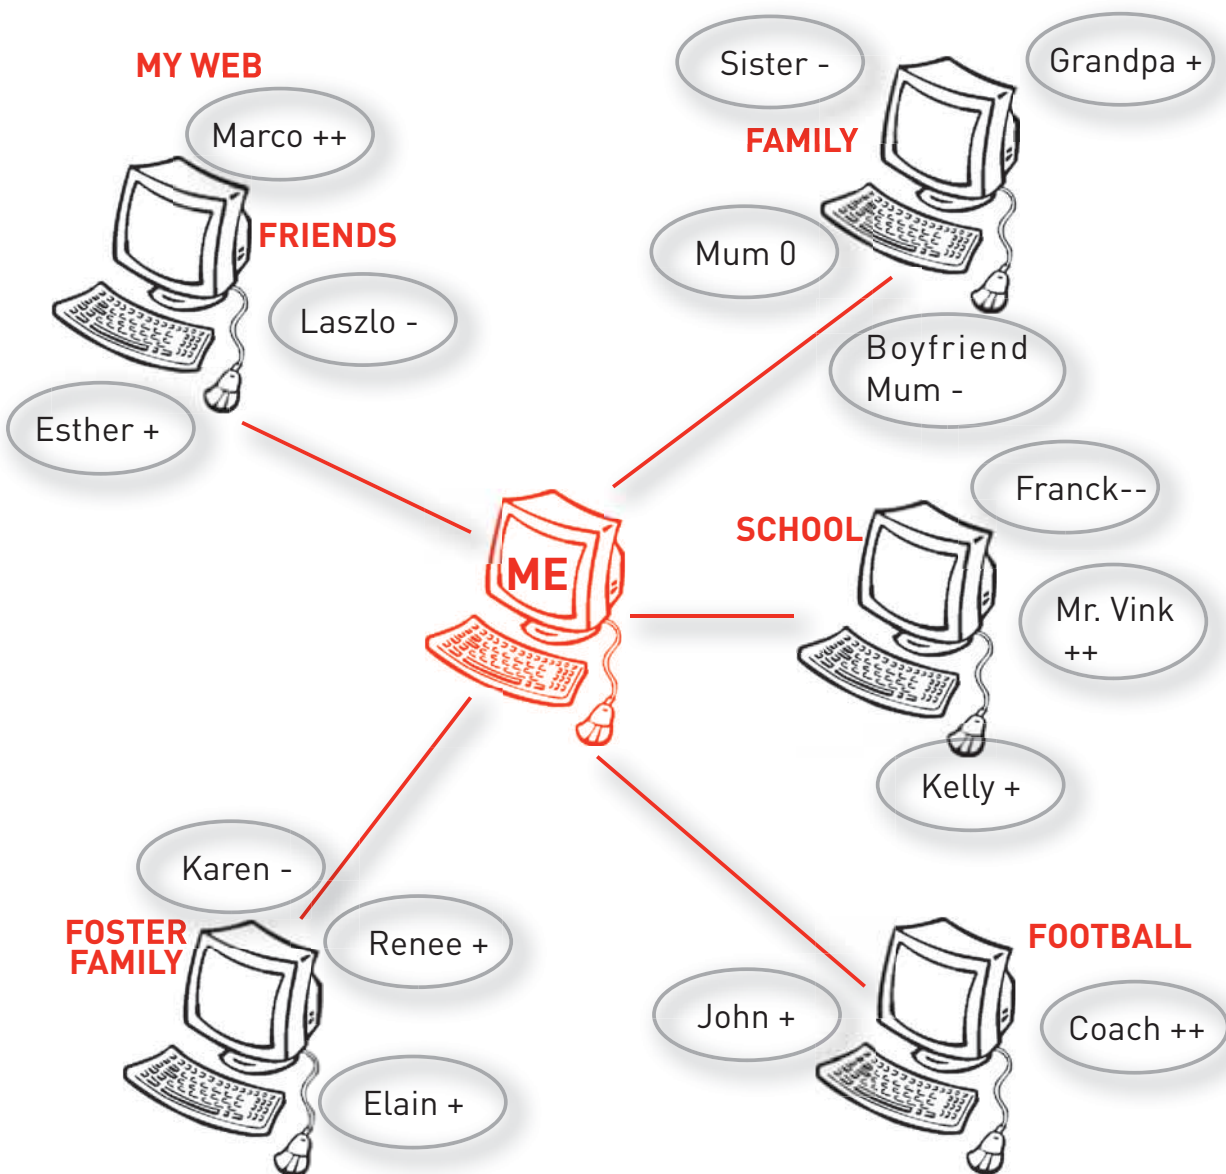 MY WEB
Marco ++
FRIENDS
Laszlo -
Esther +
Sister -
Grandpa +
FAMILY
Mum 0
Boyfriend
Mum -
ME
SCHOOL
Franck--
Mr. Vink
++
Kelly +
Karen -
FOSTER
FAMILY
Renee +
Elain +
FOOTBALL
John +
Coach ++